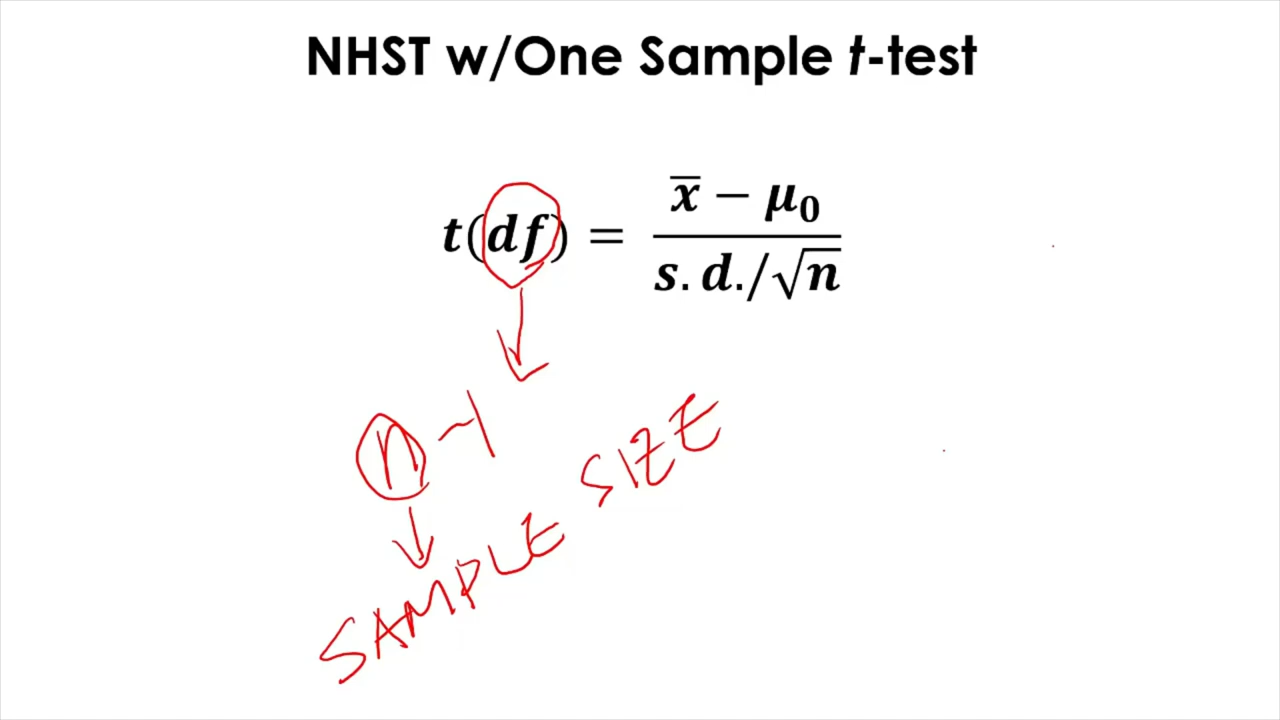 NHST w/One Sample t-test
t(df) = x̄ − μ₀ / s.d./√n
n-1
SAMPLE SIZE